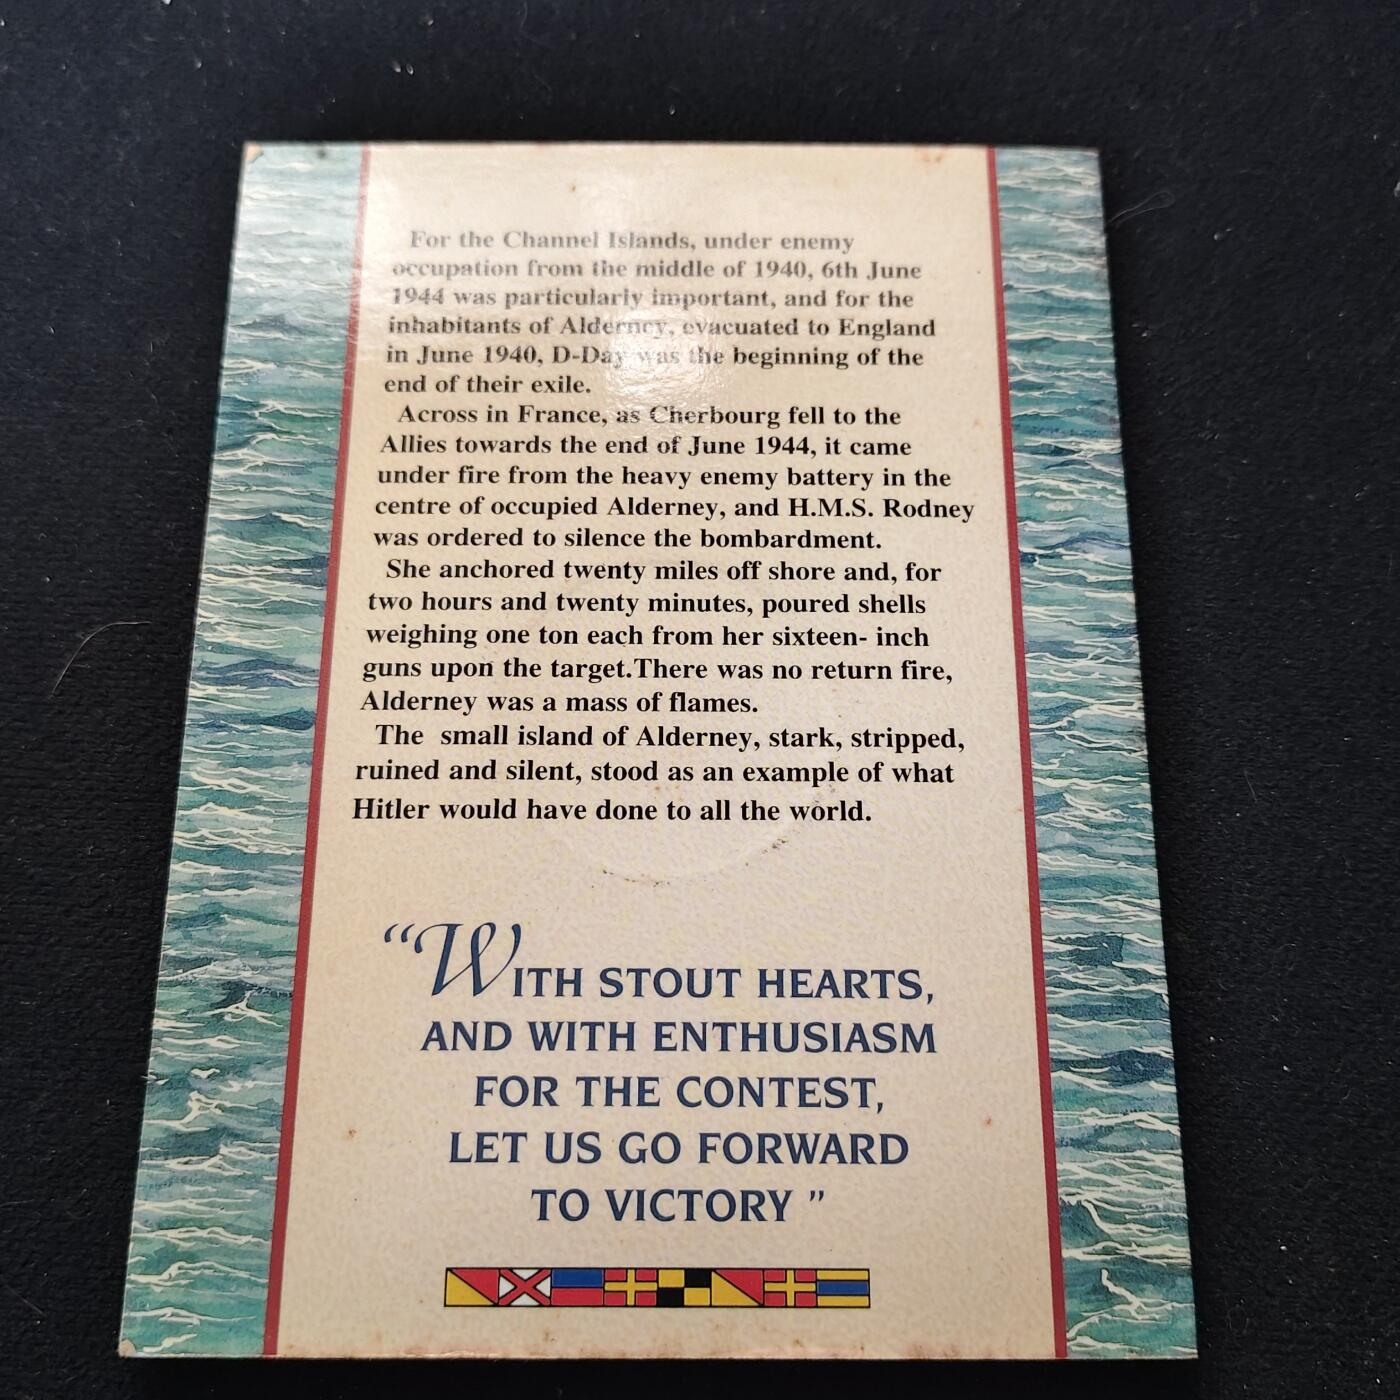 For the Channel Islands, under enemy
occupation from the middle of 1940, 6th June
1944 was particularly important, and for the
inhabitants of Alderney, evacuated to England
in June 1940, D-Day was the beginning of the
end of their exile.
Across in France, as Cherbourg fell to the
Allies towards the end of June 1944, it came
under fire from the heavy enemy battery in the
centre of occupied Alderney, and H.M.S. Rodney
was ordered to silence the bombardment.
She anchored twenty miles off shore and, for
two hours and twenty minutes, poured shells
weighing one ton each from her sixteen- inch
guns upon the target.There was no return fire,
Alderney was a mass of flames.
The small island of Alderney, stark, stripped,
ruined and silent, stood as an example of what
Hitler would have done to all the world.
“WITH STOUT HEARTS,
AND WITH ENTHUSIASM
FOR THE CONTEST,
LET US GO FORWARD
TO VICTORY ”